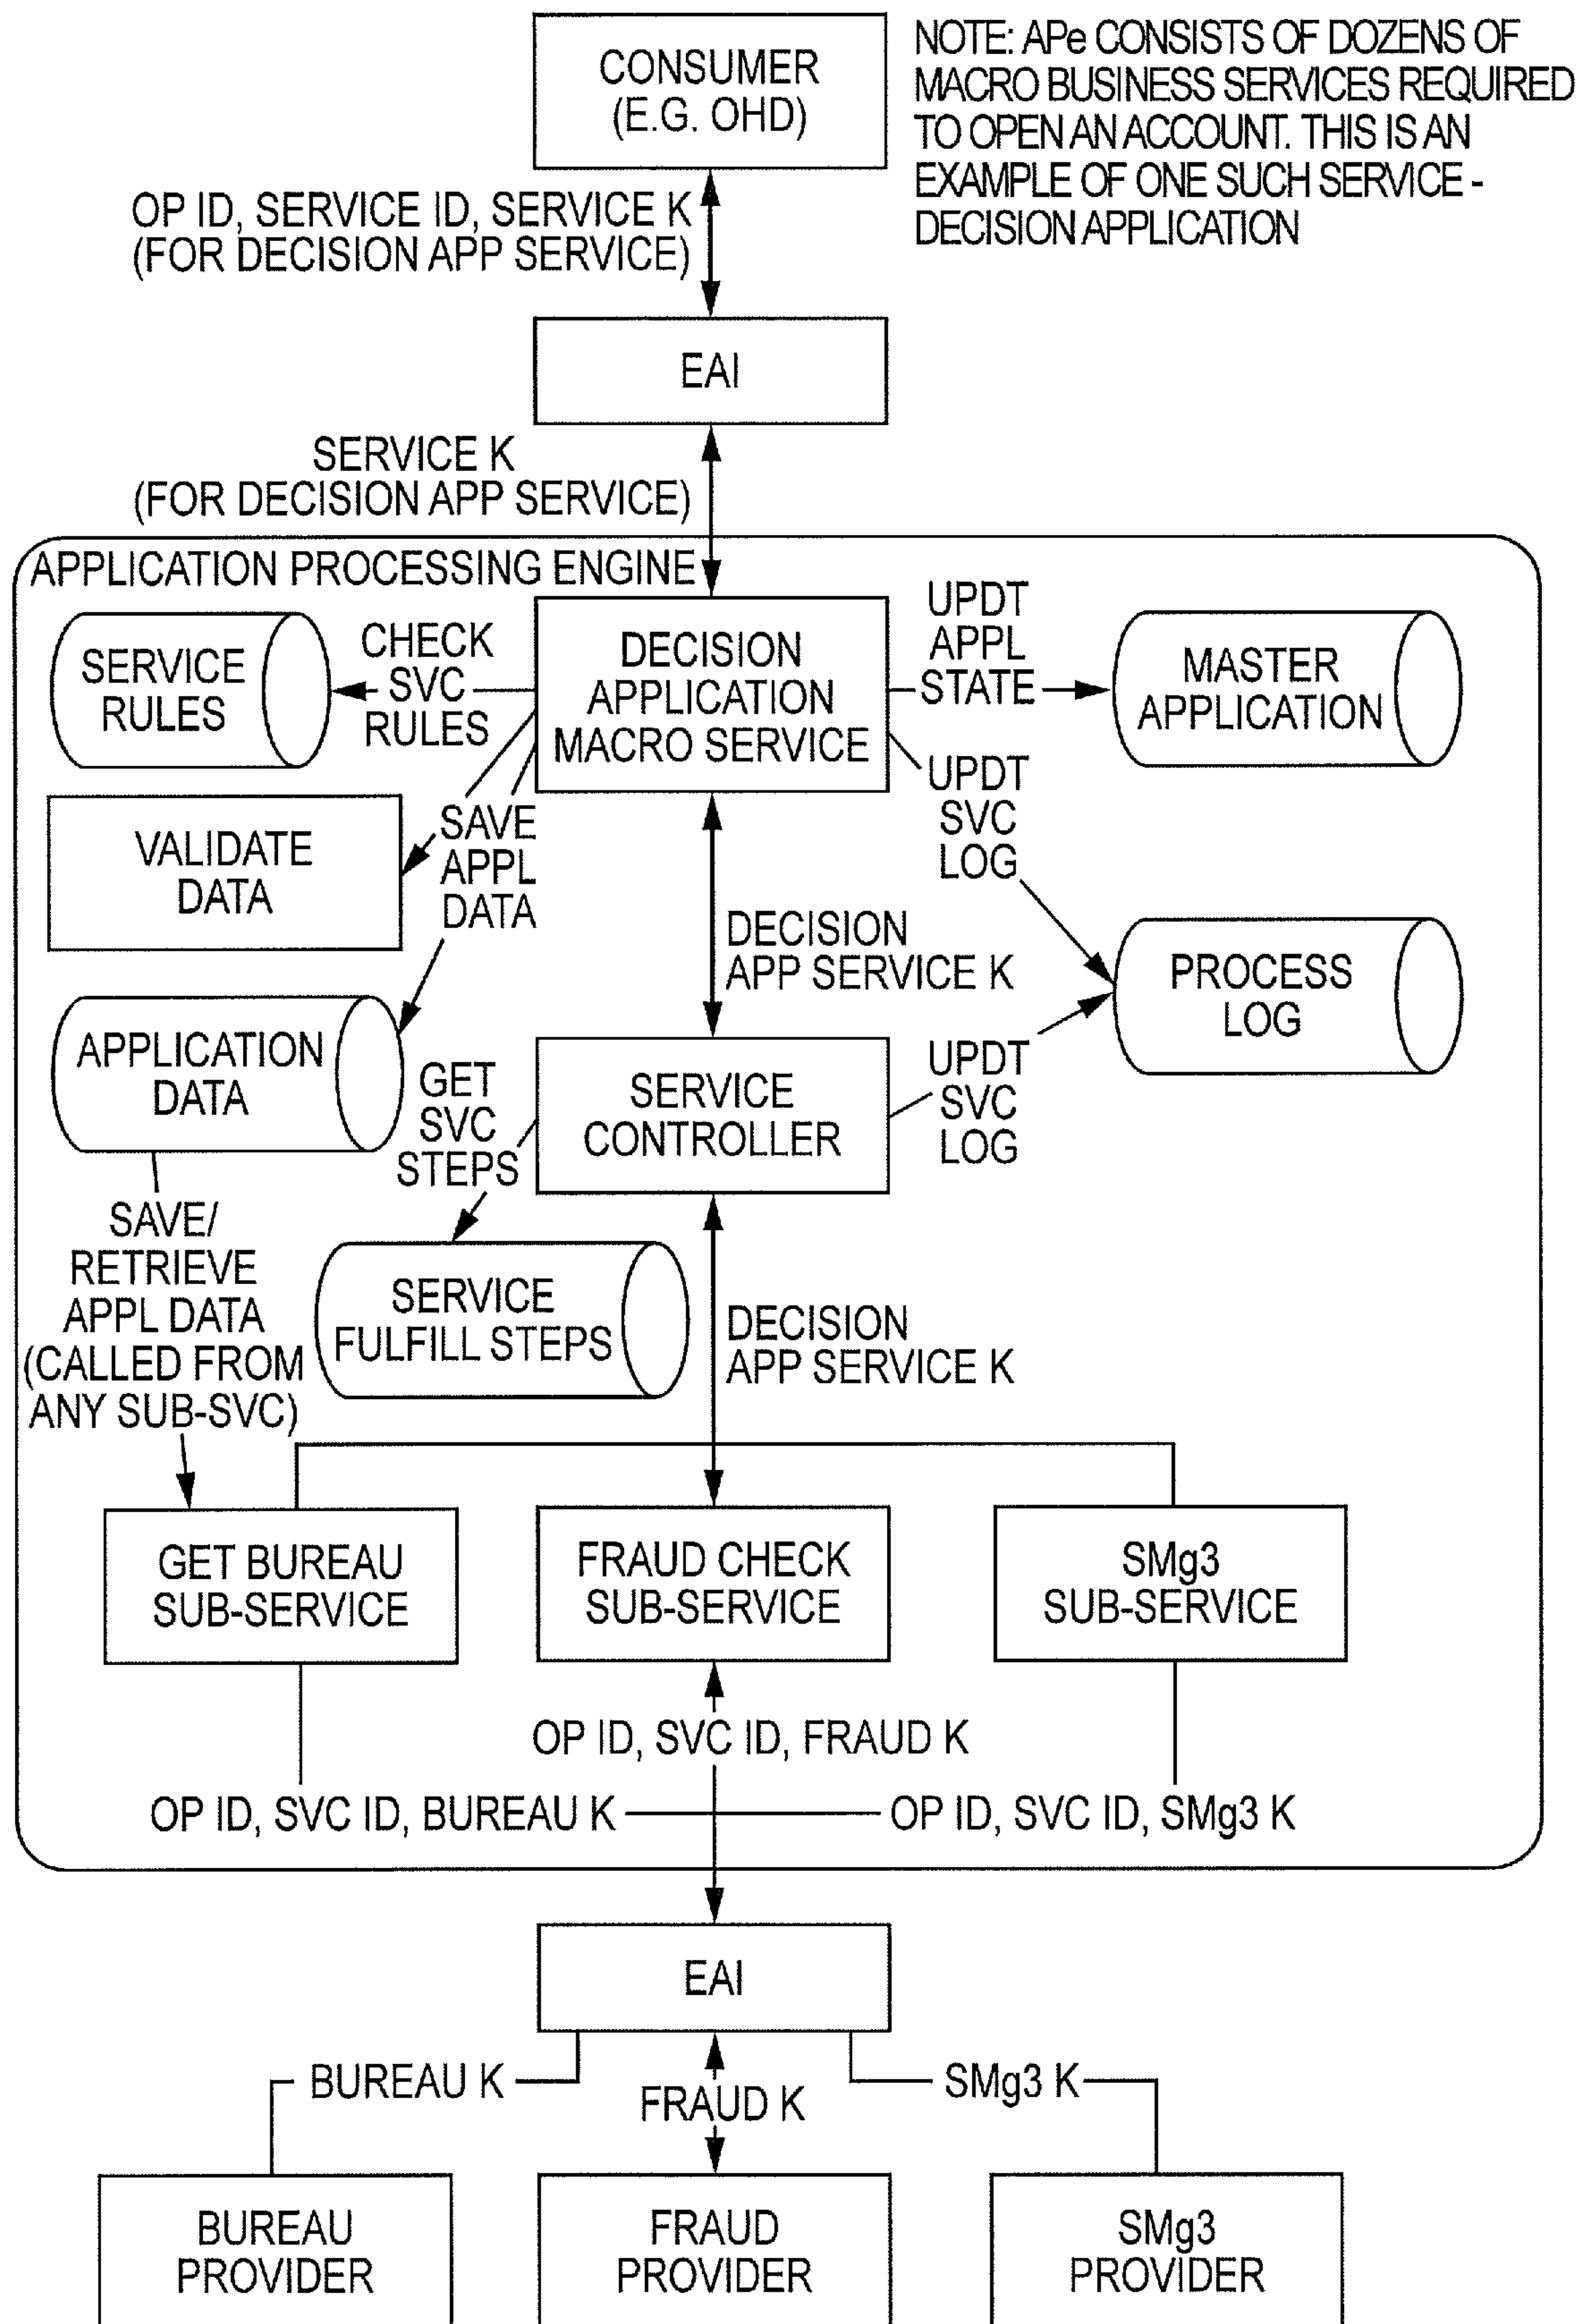 CONSUMER
(E.G. OHD)
NOTE: APe CONSISTS OF DOZENS OF
MACRO BUSINESS SERVICES REQUIRED
TO OPEN AN ACCOUNT. THIS IS AN
EXAMPLE OF ONE SUCH SERVICE -
DECISION APPLICATION
OP ID, SERVICE ID, SERVICE K
(FOR DECISION APP SERVICE)
EAI
SERVICE K
(FOR DECISION APP SERVICE)
APPLICATION PROCESSING ENGINE
SERVICE
RULES
CHECK
SVC
RULES
DECISION
APPLICATION
MACRO SERVICE
UPDT
APPL
STATE
MASTER
APPLICATION
VALIDATE
DATA
SAVE
APPL
DATA
UPDT
SVC
LOG
DECISION
APP SERVICE K
PROCESS
LOG
APPLICATION
DATA
GET
SVC
STEPS
SERVICE
CONTROLLER
UPDT
SVC
LOG
SAVE/
RETRIEVE
APPL DATA
(CALLED FROM
ANY SUB-SVC)
SERVICE
FULFILL STEPS
DECISION
APP SERVICE K
GET BUREAU
SUB-SERVICE
FRAUD CHECK
SUB-SERVICE
SMg3
SUB-SERVICE
OP ID, SVC ID, FRAUD K
OP ID, SVC ID, BUREAU K
OP ID, SVC ID, SMg3 K
EAI
BUREAU K
FRAUD K
SMg3 K
BUREAU
PROVIDER
FRAUD
PROVIDER
SMg3
PROVIDER